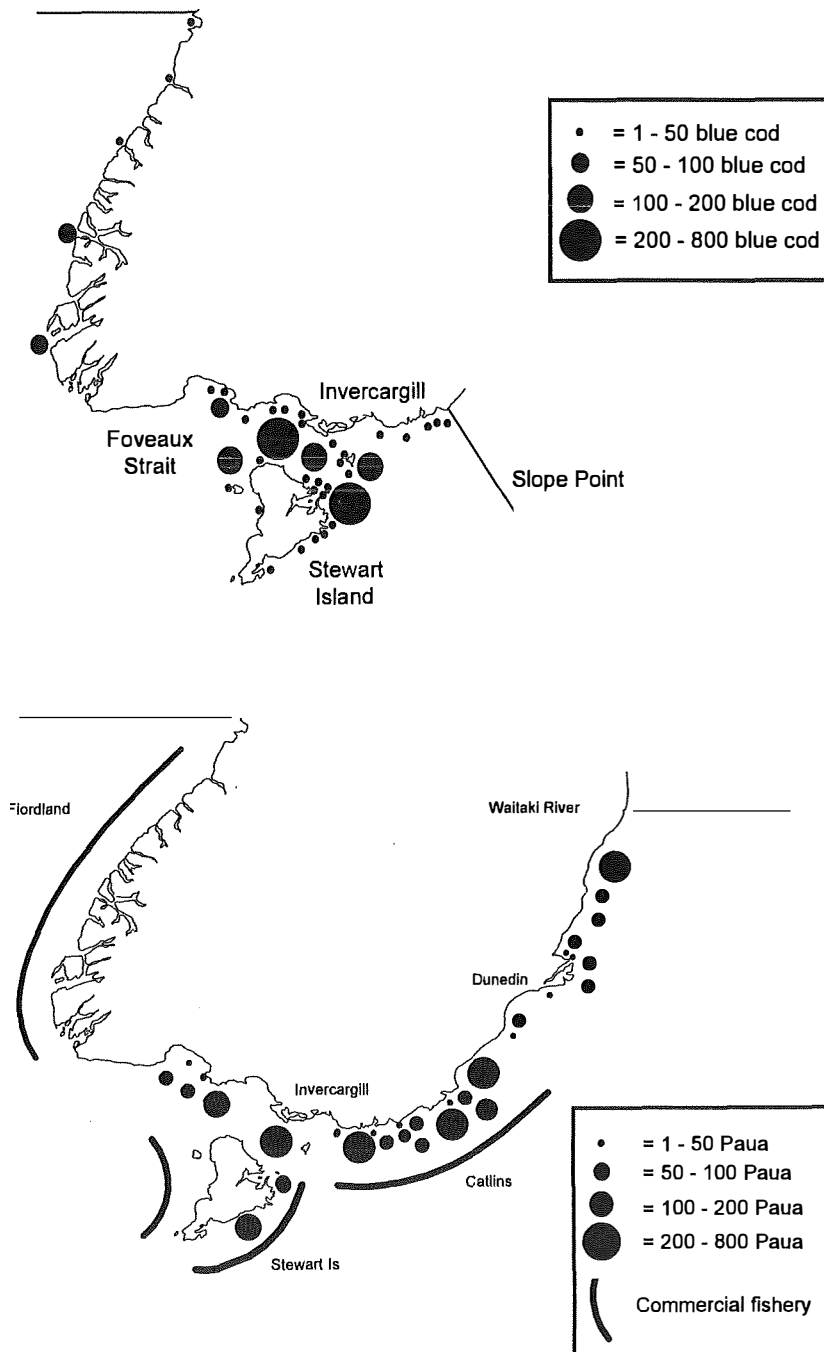 = 1 - 50 blue cod
= 50 - 100 blue cod
= 100 - 200 blue cod
= 200 - 800 blue cod
Invercargill
Foveaux
Strait
Slope Point
Stewart
Island
Fiordland
Waitaki River
Dunedin
Invercargill
Catlins
Stewart Is
= 1 - 50 Paua
= 50 - 100 Paua
= 100 - 200 Paua
= 200 - 800 Paua
Commercial fishery